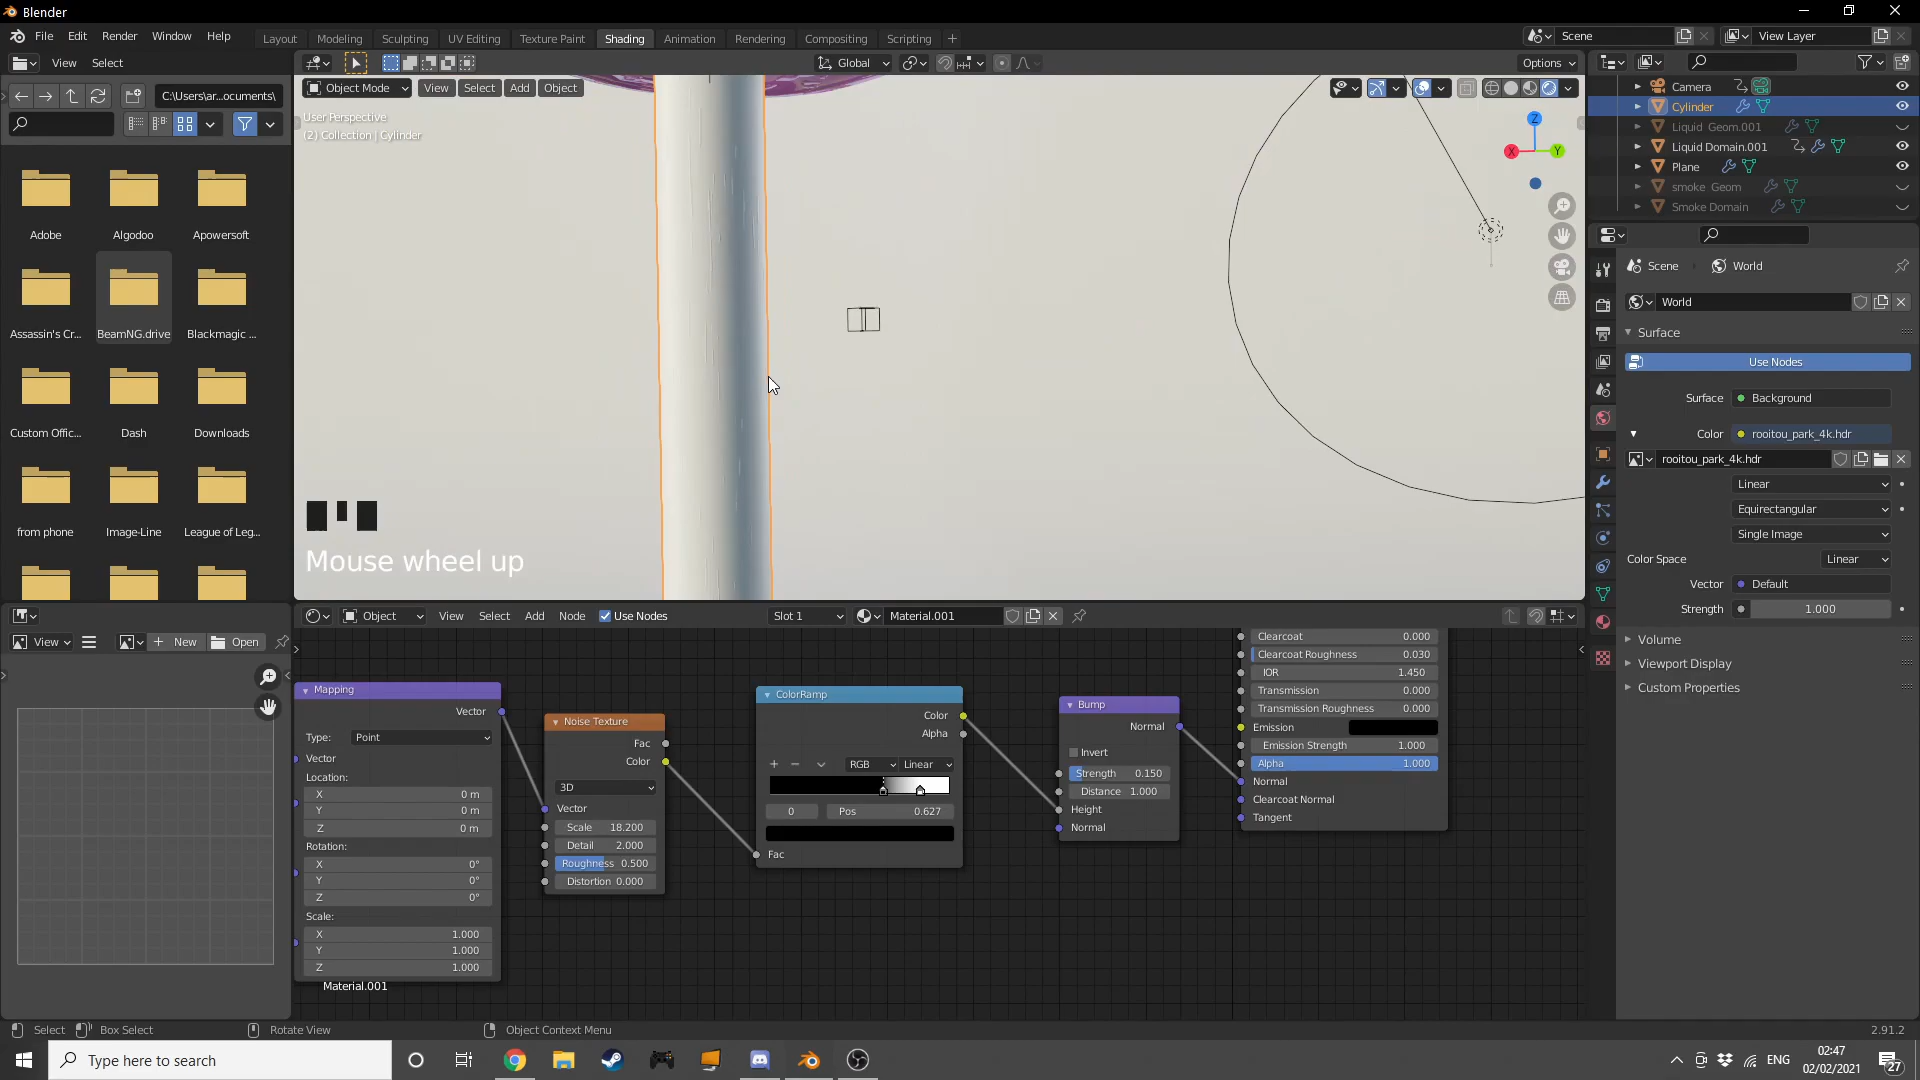 Blender
File Edit Render Window Help
Layout Modeling Sculpting UV Editing Texture Paint Shading Animation Rendering Compositing Scripting
Scene
View Layer
View Select
Global
Options
C:\Users\ar...ocuments\
Object Mode View Select Add Object
User Perspective
(2) Collection | Cylinder
Z
X
Y
Camera
Cylinder
Liquid Geom.001
Liquid Domain.001
Plane
smoke Geom
Smoke Domain
Adobe
Algodoo
Apowersoft
Assassin's Cr...
BeamNG.drive
Blackmagic ...
Custom Offic...
Dash
Downloads
from phone
Image-Line
League of Leg...
Mouse wheel up
Scene
World
World
Surface
Use Nodes
Surface
Background
Color
rooitou_park_4k.hdr
rooitou_park_4k.hdr
Linear
Equirectangular
Single Image
Color Space
Linear
Vector
Default
Strength
1.000
Volume
Viewport Display
Custom Properties
View
New
Open
Object View Select Add Node Use Nodes
Slot 1
Material.001
Mapping
Vector
Type:
Point
Vector
Location:
X 0 m
Y 0 m
Z 0 m
Rotation:
X 0°
Y 0°
Z 0°
Scale:
X 1.000
Y 1.000
Z 1.000
Material.001
Noise Texture
Fac
Color
3D
Vector
Scale 18.200
Detail 2.000
Roughness 0.500
Distortion 0.000
ColorRamp
Color
Alpha
RGB
Linear
0
Pos 0.627
Fac
Bump
Normal
Invert
Strength 0.150
Distance 1.000
Height
Normal
Clearcoat 0.000
Clearcoat Roughness 0.030
IOR 1.450
Transmission 0.000
Transmission Roughness 0.000
Emission
Emission Strength 1.000
Alpha 1.000
Normal
Clearcoat Normal
Tangent
Select
Box Select
Rotate View
Object Context Menu
2.91.2
Type here to search
ENG
02:47
02/02/2021
27